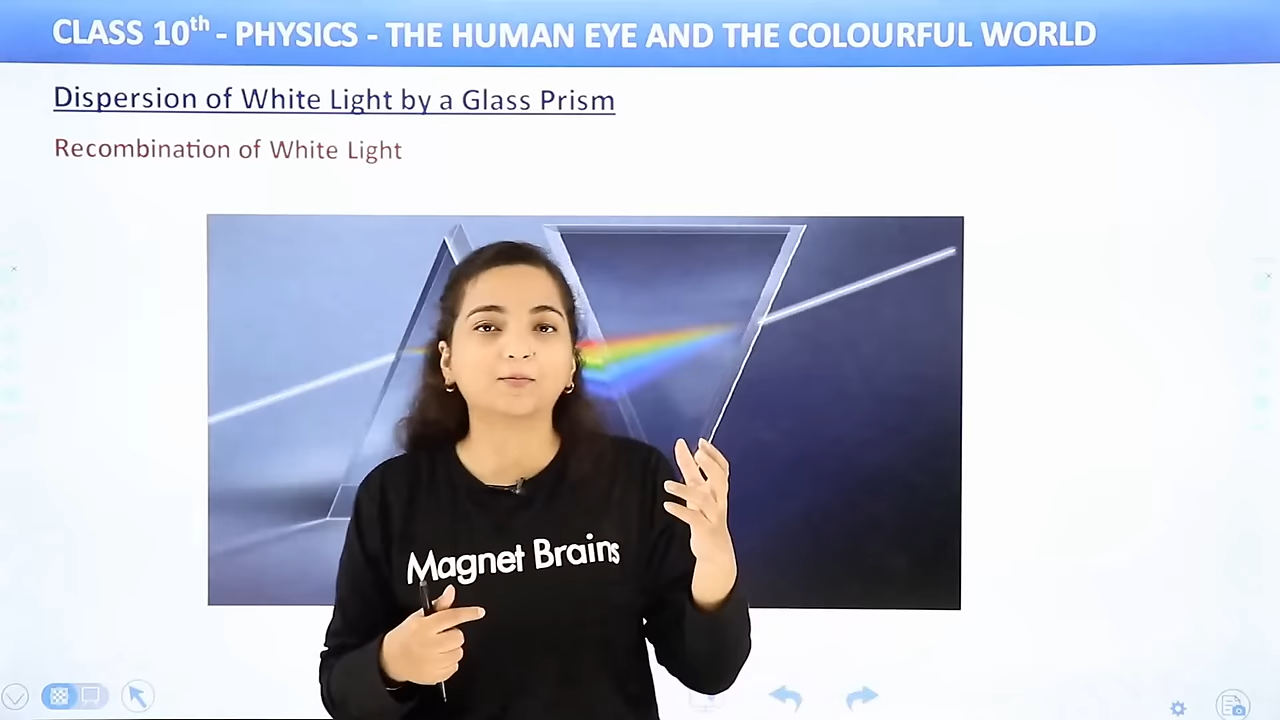 CLASS 10th - PHYSICS - THE HUMAN EYE AND THE COLOURFUL WORLD
Dispersion of White Light by a Glass Prism
Recombination of White Light
Magnet Brains